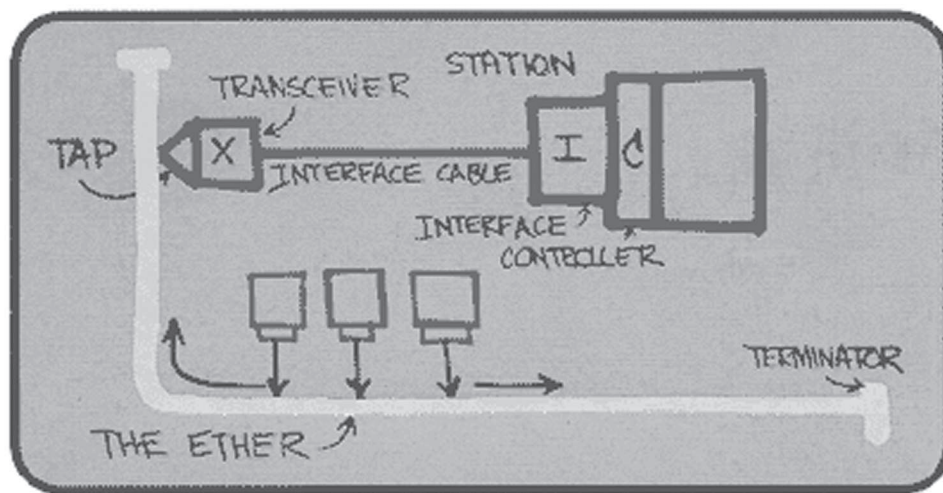 STATION
TRANSCEIVER
TAP
X
I
C
INTERFACE CABLE
INTERFACE
CONTROLLER
TERMINATOR
THE ETHER